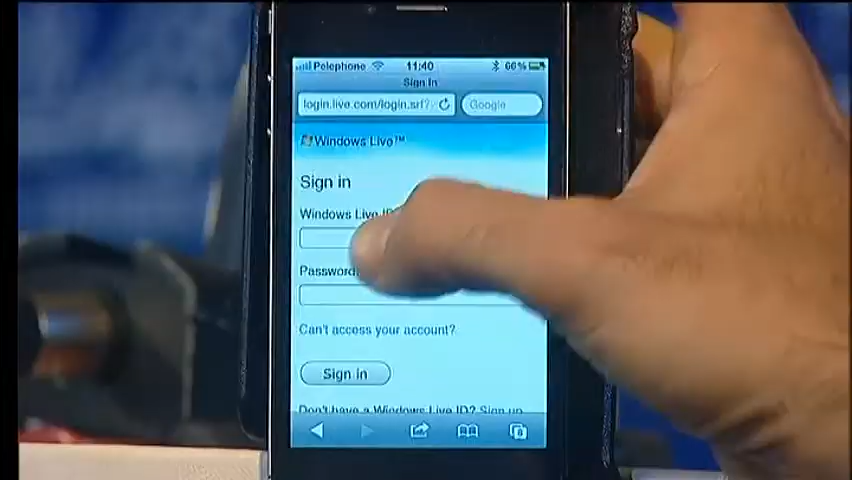 Pelephone 11:40 66%
Sign In
login.live.com/login.srf? Google
Windows Live™
Sign in
Windows Live ID
Password
Can't access your account?
Sign in
Don't have a Windows Live ID? Sign up